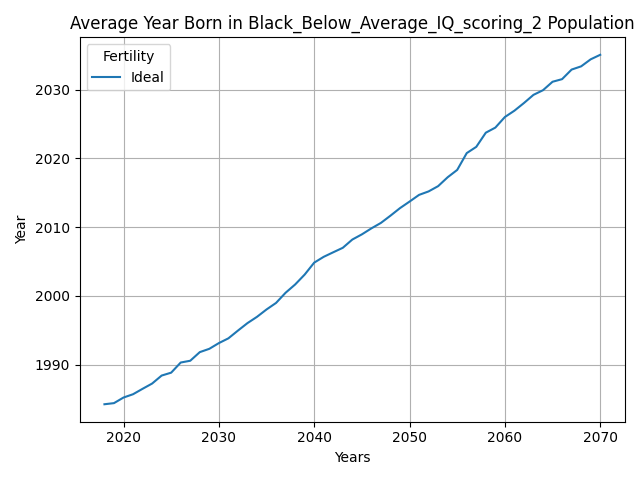 Average Year Born in Black_Below_Average_IQ_scoring_2 Population
Fertility
Ideal
Year
2030
2020
2010
2000
1990
2020 2030 2040 2050 2060 2070
Years